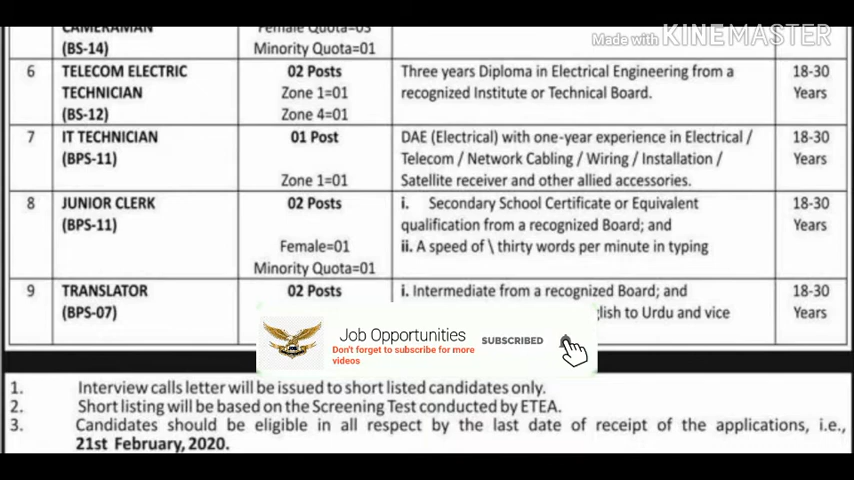 Made with KINEMASTER
CAMERAMAN
(BS-14)
Female Quota=03
Minority Quota=01
6 TELECOM ELECTRIC TECHNICIAN (BS-12) 02 Posts Three years Diploma in Electrical Engineering from a 18-30
Zone 1=01 recognized Institute or Technical Board. Years
Zone 4=01
7 IT TECHNICIAN 01 Post DAE (Electrical) with one-year experience in Electrical / 18-30
(BPS-11) Telecom / Network Cabling / Wiring / Installation / Years
Zone 1=01 Satellite receiver and other allied accessories.
8 JUNIOR CLERK 02 Posts i. Secondary School Certificate or Equivalent 18-30
(BPS-11) qualification from a recognized Board; and Years
Female=01 ii. A speed of \ thirty words per minute in typing
Minority Quota=01
9 TRANSLATOR 02 Posts i. Intermediate from a recognized Board; and 18-30
(BPS-07) glish to Urdu and vice Years
Job Opportunities
Don't forget to subscribe for more
videos
SUBSCRIBED
1. Interview calls letter will be issued to short listed candidates only.
2. Short listing will be based on the Screening Test conducted by ETEA.
3. Candidates should be eligible in all respect by the last date of receipt of the applications, i.e.,
21st February, 2020.